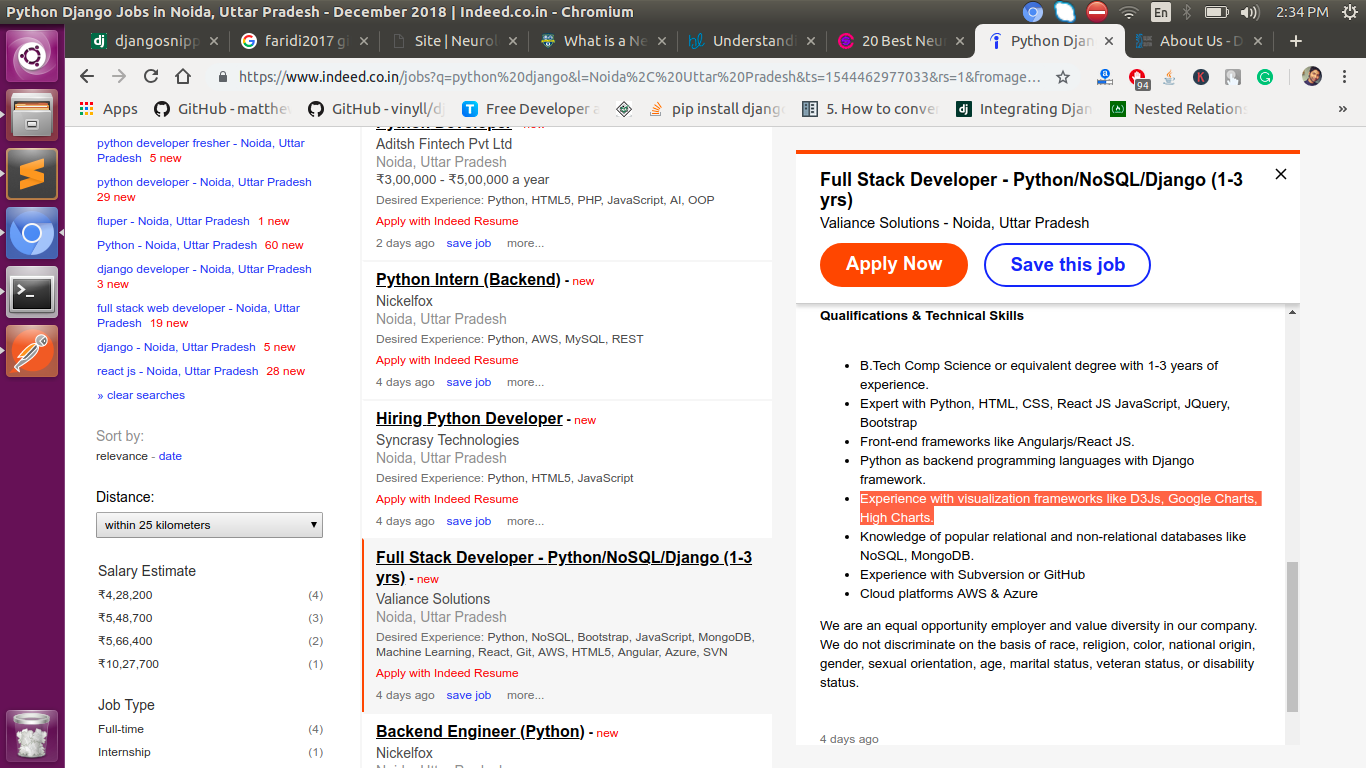 Python Django Jobs in Noida, Uttar Pradesh - December 2018 | Indeed.co.in - Chromium
En
2:34 PM
djangosnipp
faridi2017 gi
Site | Neurol
What is a Ne
Understandi
20 Best Neu
Python Djan
About Us - D
https://www.indeed.co.in/jobs?q=python%20django&l=Noida%2C%20Uttar%20Pradesh&ts=1544462977033&rs=1&fromage...
94
Apps
GitHub - matthew
GitHub - vinyll/dj
Free Developer a
pip install django
5. How to conver
Integrating Djan
Nested Relations
»
python developer fresher - Noida, Uttar
Pradesh 5 new
python developer - Noida, Uttar Pradesh
29 new
fluper - Noida, Uttar Pradesh 1 new
Python - Noida, Uttar Pradesh 60 new
django developer - Noida, Uttar Pradesh
3 new
full stack web developer - Noida, Uttar
Pradesh 19 new
django - Noida, Uttar Pradesh 5 new
react js - Noida, Uttar Pradesh 28 new
» clear searches
Sort by:
relevance - date
Distance:
within 25 kilometers
Salary Estimate
₹4,28,200 (4)
₹5,48,700 (3)
₹5,66,400 (2)
₹10,27,700 (1)
Job Type
Full-time (4)
Internship (1)
Python Developer - new
Aditsh Fintech Pvt Ltd
Noida, Uttar Pradesh
₹3,00,000 - ₹5,00,000 a year
Desired Experience: Python, HTML5, PHP, JavaScript, AI, OOP
Apply with Indeed Resume
2 days ago save job more...
Python Intern (Backend) - new
Nickelfox
Noida, Uttar Pradesh
Desired Experience: Python, AWS, MySQL, REST
Apply with Indeed Resume
4 days ago save job more...
Hiring Python Developer - new
Syncrasy Technologies
Noida, Uttar Pradesh
Desired Experience: Python, HTML5, JavaScript
Apply with Indeed Resume
4 days ago save job more...
Full Stack Developer - Python/NoSQL/Django (1-3
yrs) - new
Valiance Solutions
Noida, Uttar Pradesh
Desired Experience: Python, NoSQL, Bootstrap, JavaScript, MongoDB,
Machine Learning, React, Git, AWS, HTML5, Angular, Azure, SVN
Apply with Indeed Resume
4 days ago save job more...
Backend Engineer (Python) - new
Nickelfox
Noida, Uttar Pradesh
Full Stack Developer - Python/NoSQL/Django (1-3
yrs)
Valiance Solutions - Noida, Uttar Pradesh
Apply Now
Save this job
Qualifications & Technical Skills
• B.Tech Comp Science or equivalent degree with 1-3 years of
experience.
• Expert with Python, HTML, CSS, React JS JavaScript, JQuery,
Bootstrap
• Front-end frameworks like Angularjs/React JS.
• Python as backend programming languages with Django
framework.
• Experience with visualization frameworks like D3Js, Google Charts,
High Charts.
• Knowledge of popular relational and non-relational databases like
NoSQL, MongoDB.
• Experience with Subversion or GitHub
• Cloud platforms AWS & Azure
We are an equal opportunity employer and value diversity in our company.
We do not discriminate on the basis of race, religion, color, national origin,
gender, sexual orientation, age, marital status, veteran status, or disability
status.
4 days ago